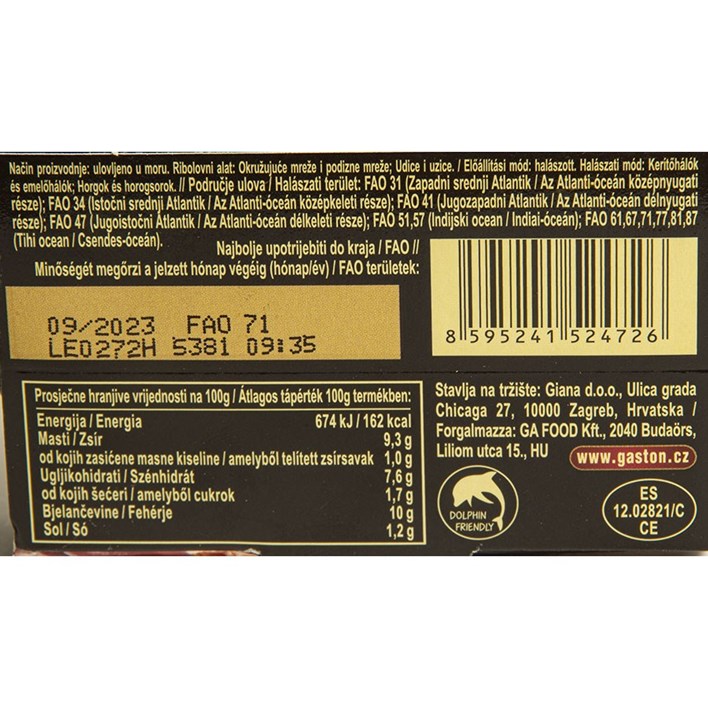 Način proizvodnje: ulovljeno u moru. Ribolovni alat: Okružujuće mreže i podizne mreže; Udice i uzice. / Előállítási mód: halászott. Halászati mód: Kerítőhálók
és emelőhálók; Horgok és horogsorok. // Područje ulova / Halászati terület: FAO 31 (Zapadni srednji Atlantik / Az Atlanti-óceán középnyugati
része); FAO 34 (Istočni srednji Atlantik / Az Atlanti-óceán középkeleti része); FAO 41 (Jugozapadni Atlantik / Az Atlanti-óceán délnyugati
része); FAO 47 (Jugoistočni Atlantik / Az Atlanti-óceán délkeleti része); FAO 51,57 (Indijski ocean / Indiai-óceán); FAO 61,67,71,77,81,87
(Tihi ocean / Csendes-óceán).
Najbolje upotrijebiti do kraja / FAO //
Minőségét megőrzi a jelzett hónap végéig (hónap/év) / FAO területek:
09/2023 FAO 71
LE0272H 5381 09:35
8 595241 524726
Prosječne hranjive vrijednosti na 100g / Átlagos tápérték 100g termékben:
Energija / Energia 674 kJ / 162 kcal
Masti / Zsír 9,3 g
od kojih zasićene masne kiseline / amelyből telített zsírsavak 1,0 g
Ugljikohidrati / Szénhidrát 7,6 g
od kojih šećeri / amelyből cukrok 1,7 g
Bjelančevine / Fehérje 10 g
Sol / Só 1,2 g
Stavlja na tržište: Giana d.o.o., Ulica grada
Chicaga 27, 10000 Zagreb, Hrvatska /
Forgalmazza: GA FOOD Kft., 2040 Budaörs,
Liliom utca 15., HU
www.gaston.cz
DOLPHIN
FRIENDLY
ES
12.02821/C
CE